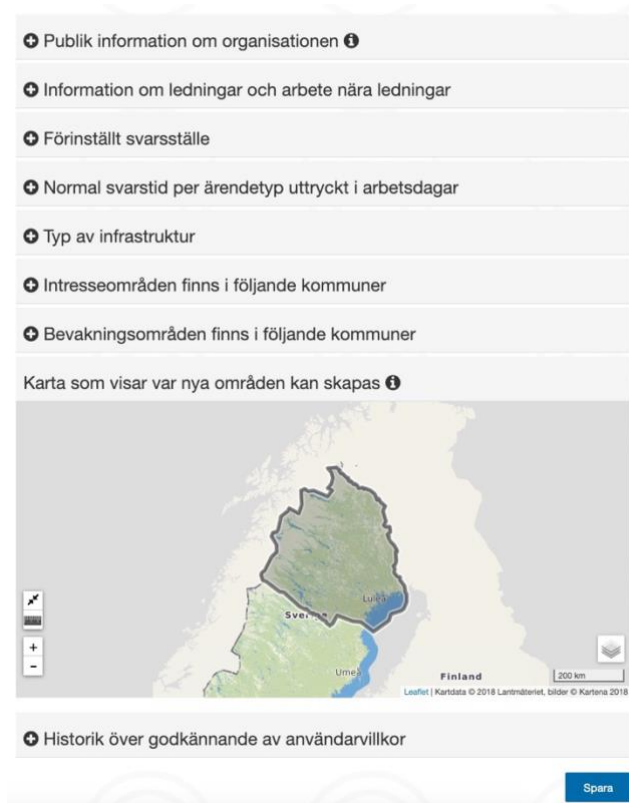 Publik information om organisationen
Information om ledningar och arbete nära ledningar
Förinställt svarsställe
Normal svarstid per ärendetyp uttryckt i arbetsdagar
Typ av infrastruktur
Intresseområden finns i följande kommuner
Bevakningsområden finns i följande kommuner
Karta som visar var nya områden kan skapas
Luleå
Umeå
Finland
+
-
200 km
Leaflet | Kartdata © 2018 Lantmäteriet, bilder © Kartena 2018
Historik över godkännande av användarvillkor
Spara